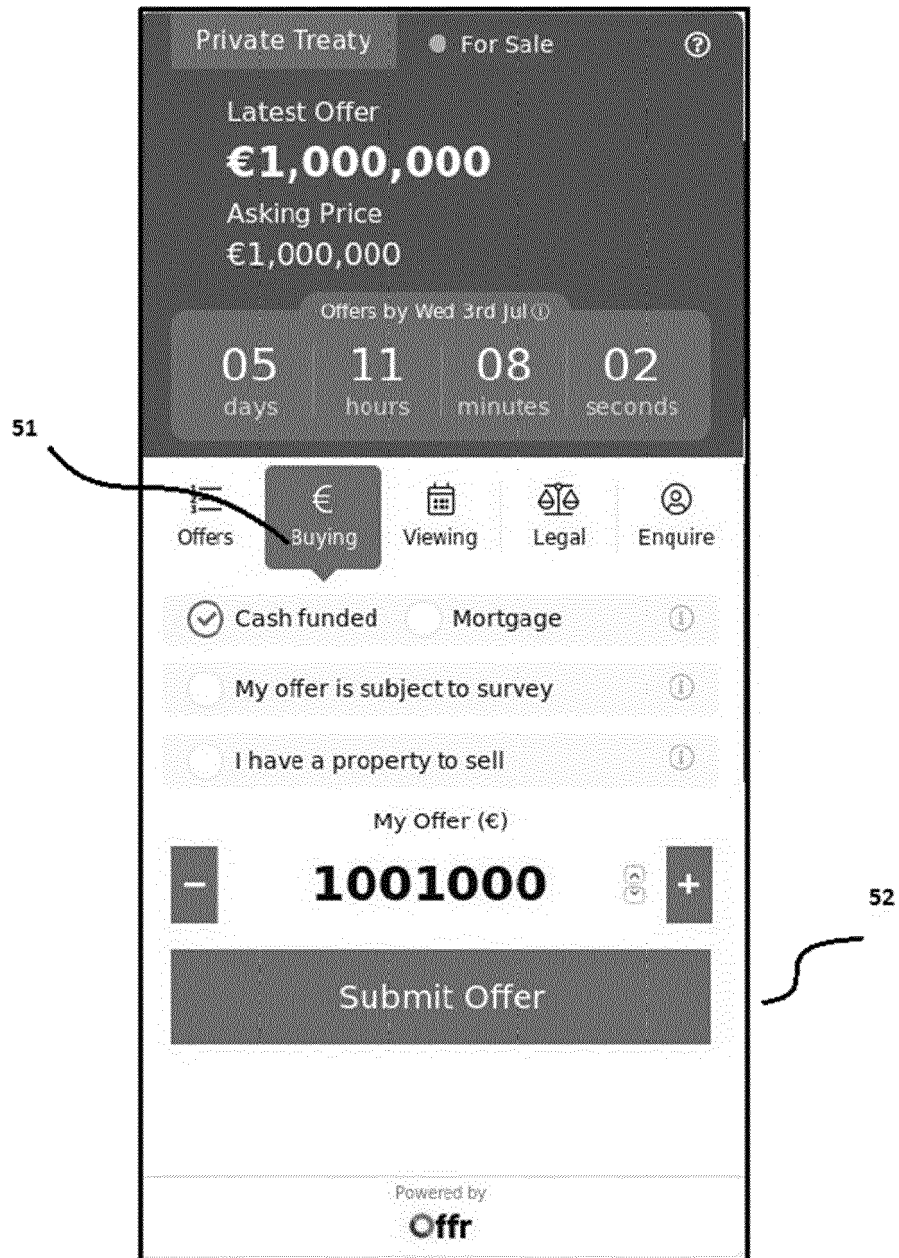 Private Treaty For Sale
Latest Offer
€1,000,000
Asking Price
€1,000,000
Offers by Wed 3rd Jul
05 11 08 02
days hours minutes seconds
51
€
Offers Buying Viewing Legal Enquire
Cash funded Mortgage
My offer is subject to survey
I have a property to sell
My Offer (€)
− 1001000 +
52
Submit Offer
Powered by
Offr